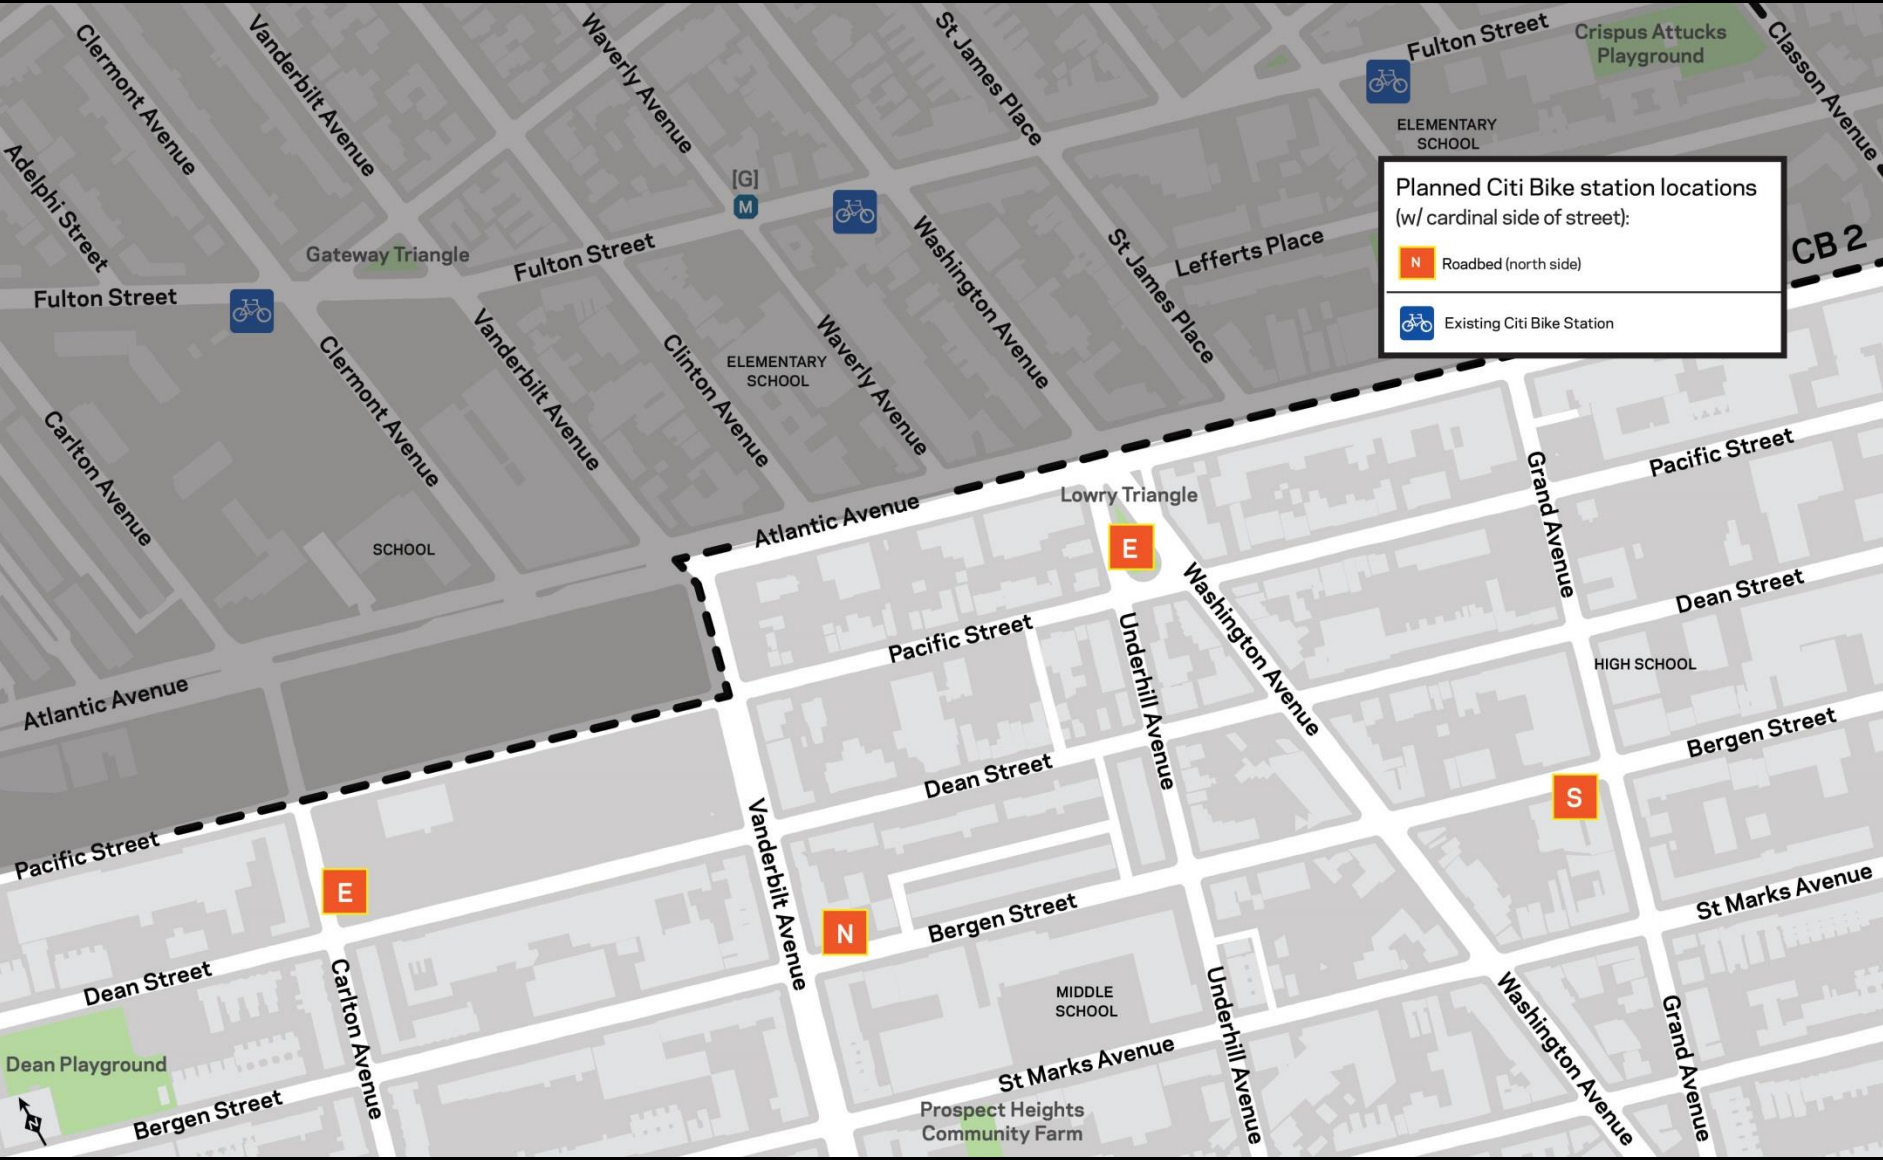 Clermont Avenue
Vanderbilt Avenue
Waverly Avenue
St James Place
Fulton Street
Crispus Attucks
Playground
Classon Avenue
ELEMENTARY
SCHOOL
Adelphi Street
[G]
M
Gateway Triangle
Fulton Street
Fulton Street
Washington Avenue
St James Place
Lefferts Place
Planned Citi Bike station locations
(w/ cardinal side of street):
N
Roadbed (north side)
Existing Citi Bike Station
CB 2
Clermont Avenue
Vanderbilt Avenue
Clinton Avenue
ELEMENTARY
SCHOOL
Waverly Avenue
Carlton Avenue
SCHOOL
Atlantic Avenue
Lowry Triangle
E
Grand Avenue
Pacific Street
Washington Avenue
Dean Street
Pacific Street
Underhill Avenue
HIGH SCHOOL
Atlantic Avenue
Bergen Street
Dean Street
S
Vanderbilt Avenue
Pacific Street
E
N
Bergen Street
St Marks Avenue
Dean Street
Carlton Avenue
MIDDLE
SCHOOL
Underhill Avenue
Washington Avenue
Grand Avenue
Dean Playground
St Marks Avenue
N
Bergen Street
Prospect Heights
Community Farm